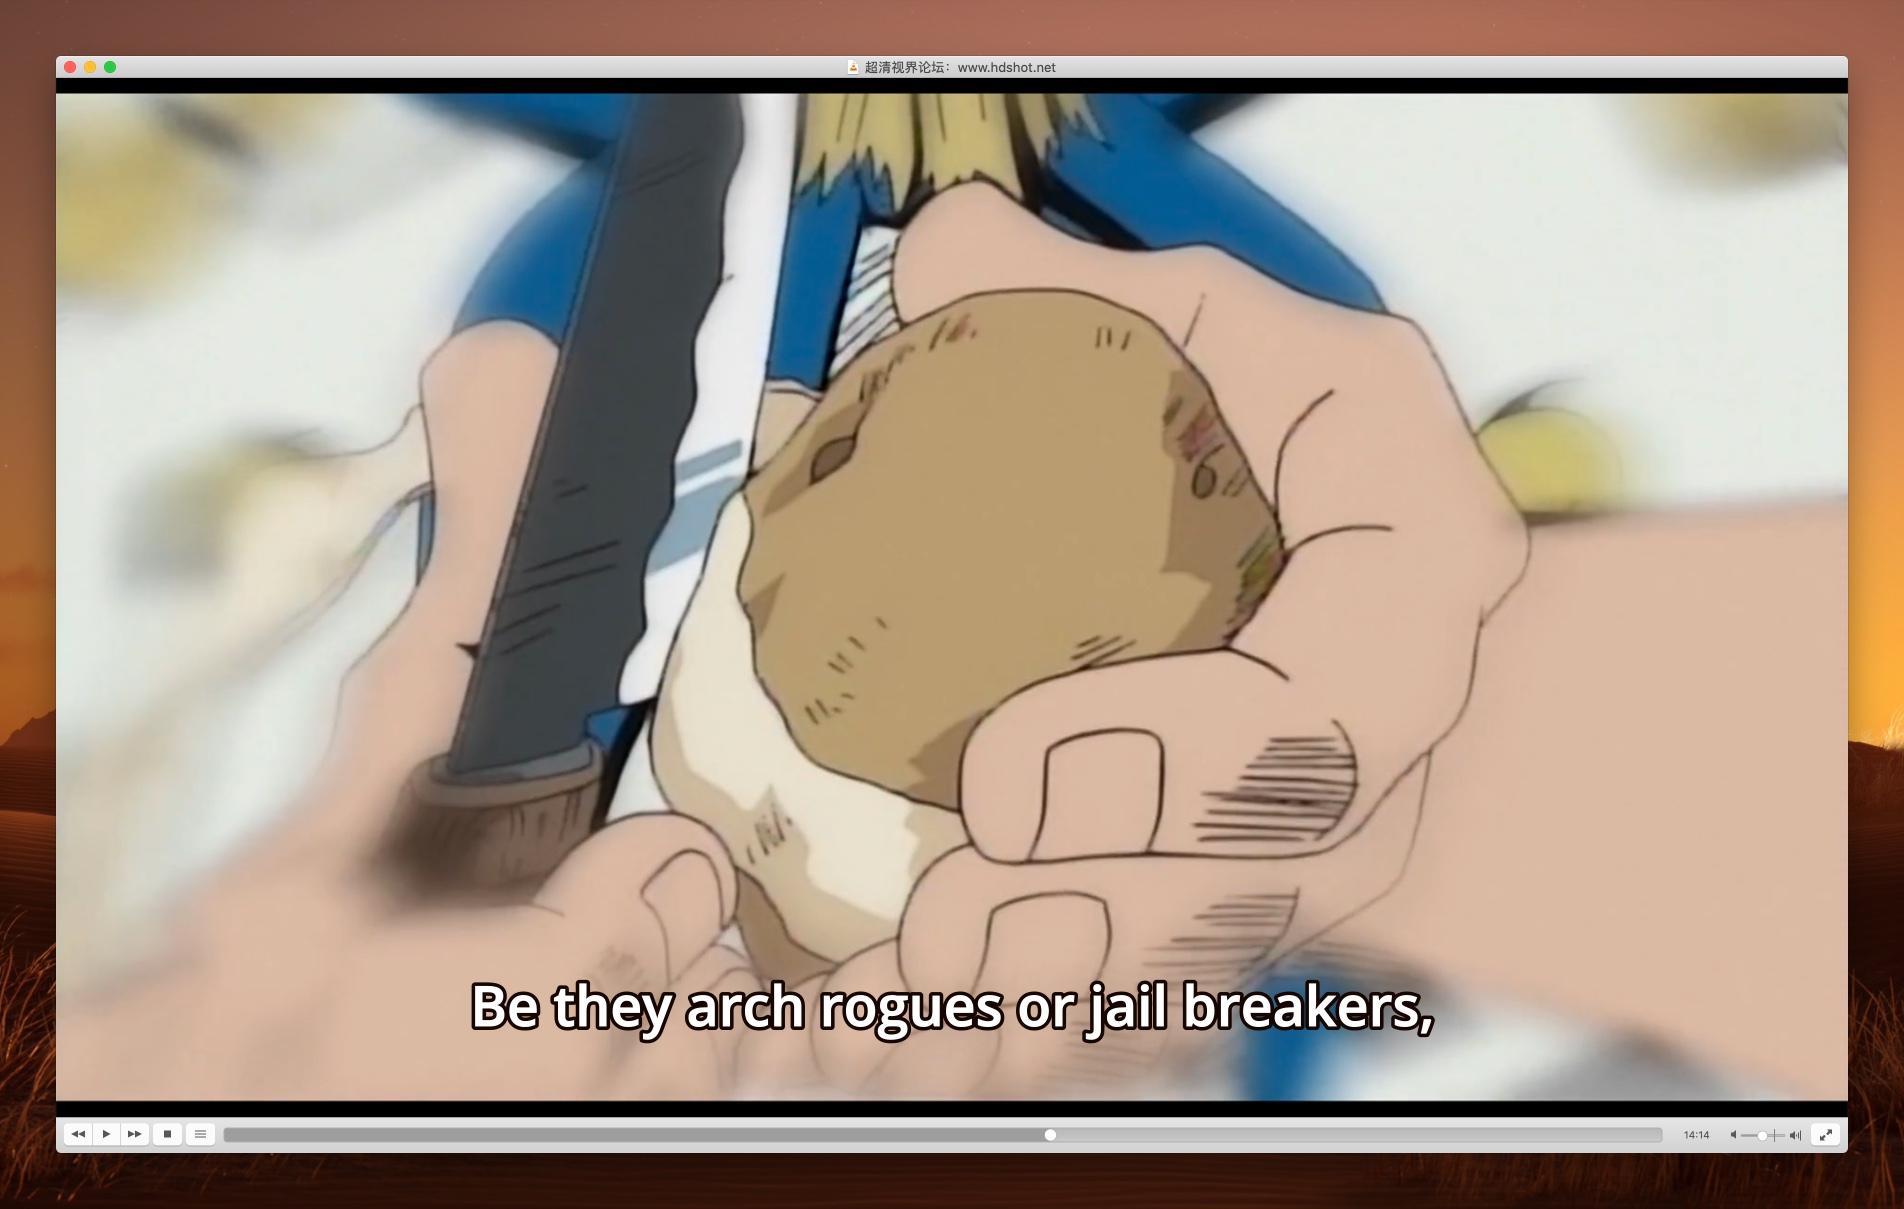 超清视界论坛：www.hdshot.net
Be they arch rogues or jail breakers,
14:14